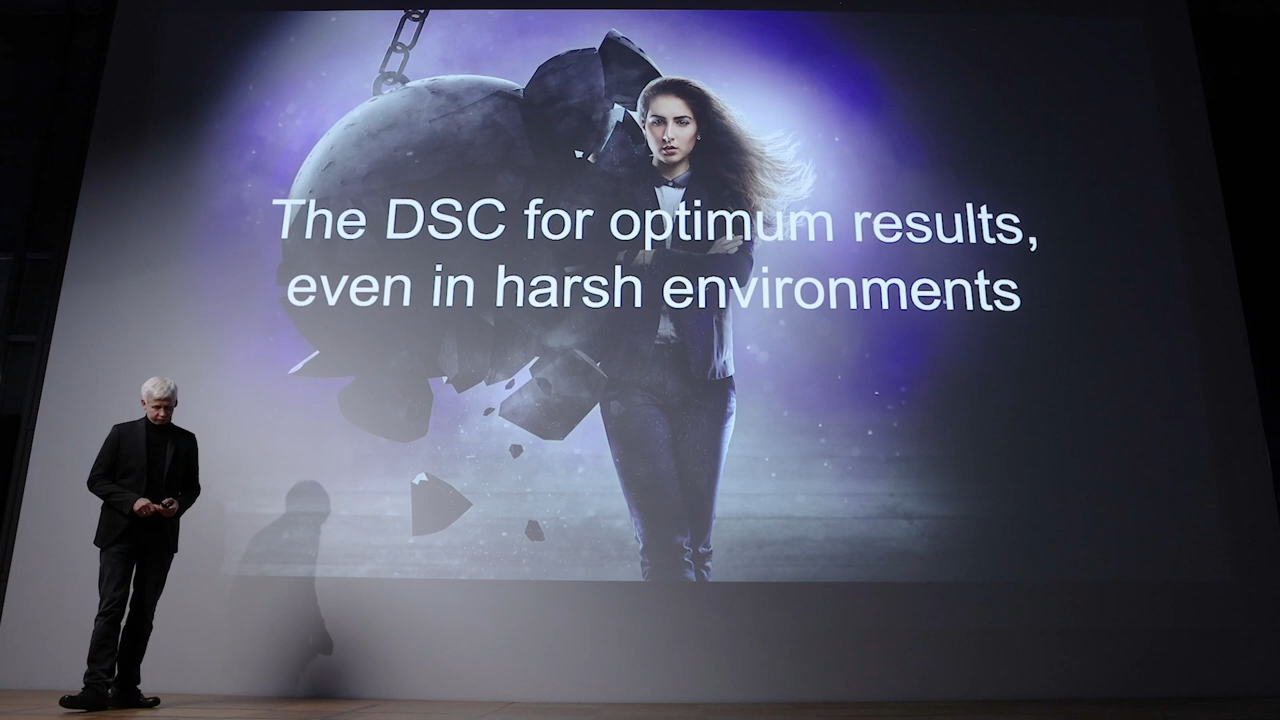 The DSC for optimum results,
even in harsh environments